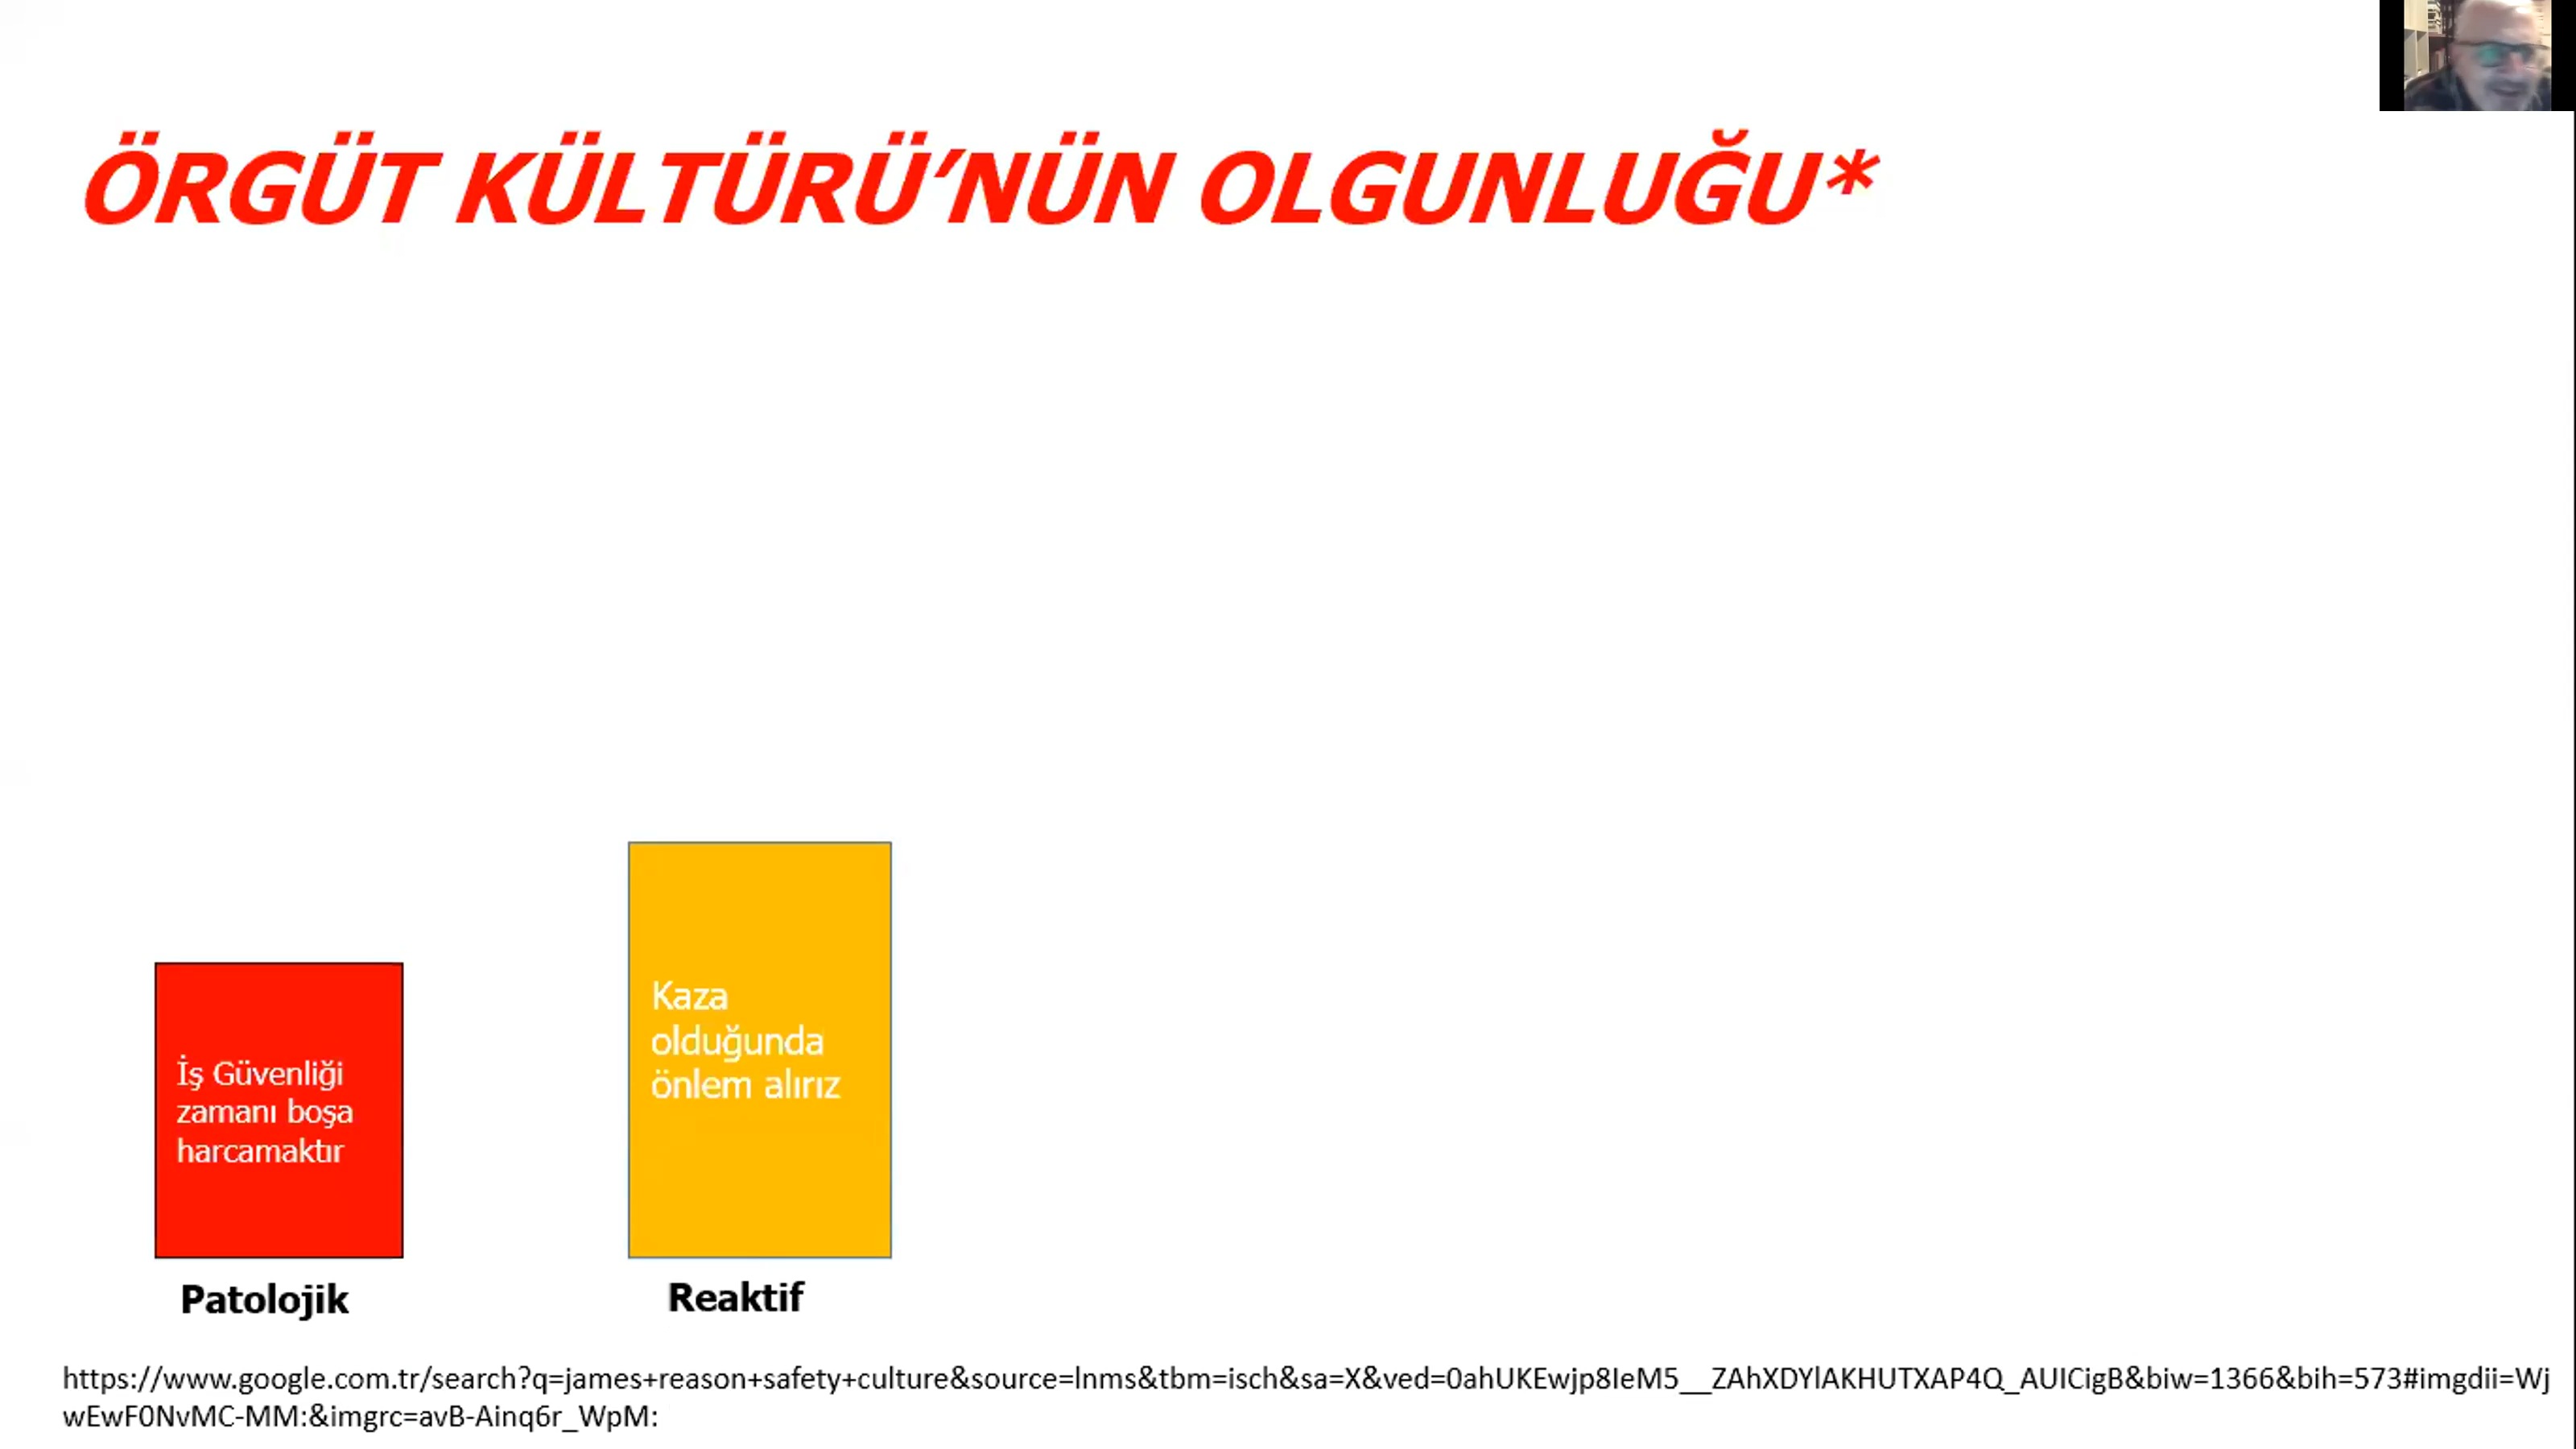 ÖRGÜT KÜLTÜRÜ’NÜN OLGUNLUĞU*
İş Güvenliği
zamanı boşa
harcamaktır
Patolojik
Kaza
olduğunda
önlem alırız
Reaktif
https://www.google.com.tr/search?q=james+reason+safety+culture&source=lnms&tbm=isch&sa=X&ved=0ahUKEwjp8IeM5__ZAhXDYlAKHUTXAP4Q_AUICigB&biw=1366&bih=573#imgdii=Wj
wEwF0NvMC-MM:&imgrc=avB-Ainq6r_WpM: